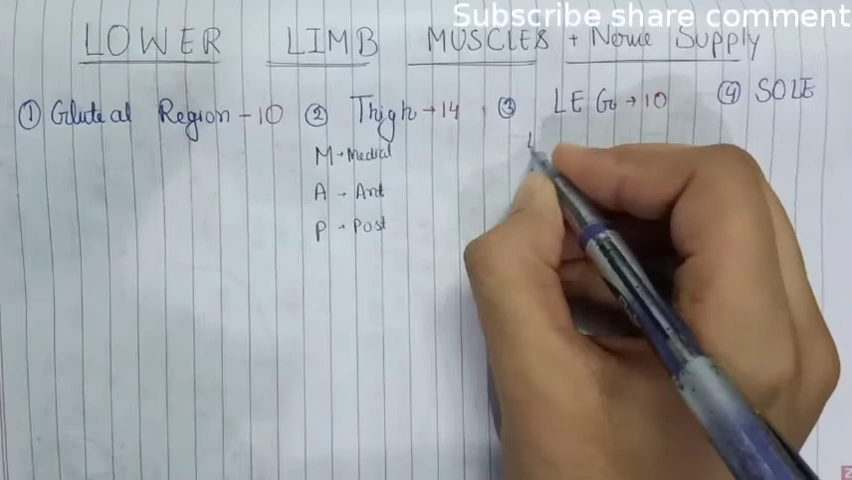 Subscribe share comment
LOWER LIMB MUSCLES + Nerve Supply
① Gluteal Region - 10 ② Thigh → 14 ③ LEG → 10 ④ SOLE
M → Medial
A → Ant
P → Post